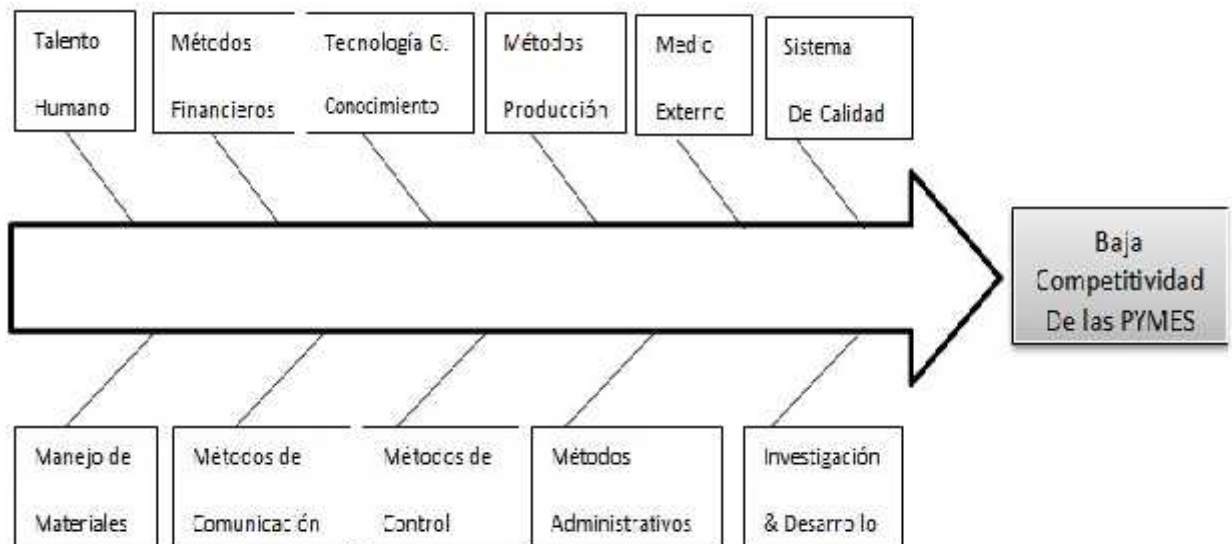 Talento
Humano
Métodos
Financieros
Tecnología G.
Conocimiento
Métodos
Producción
Medio
Externo
Sistema
De Calidad
Baja
Competitividad
De las PYMES
Manejo de
Materiales
Métodos de
Comunicación
Métodos de
Control
Métodos
Administrativos
Investigación
& Desarrollo